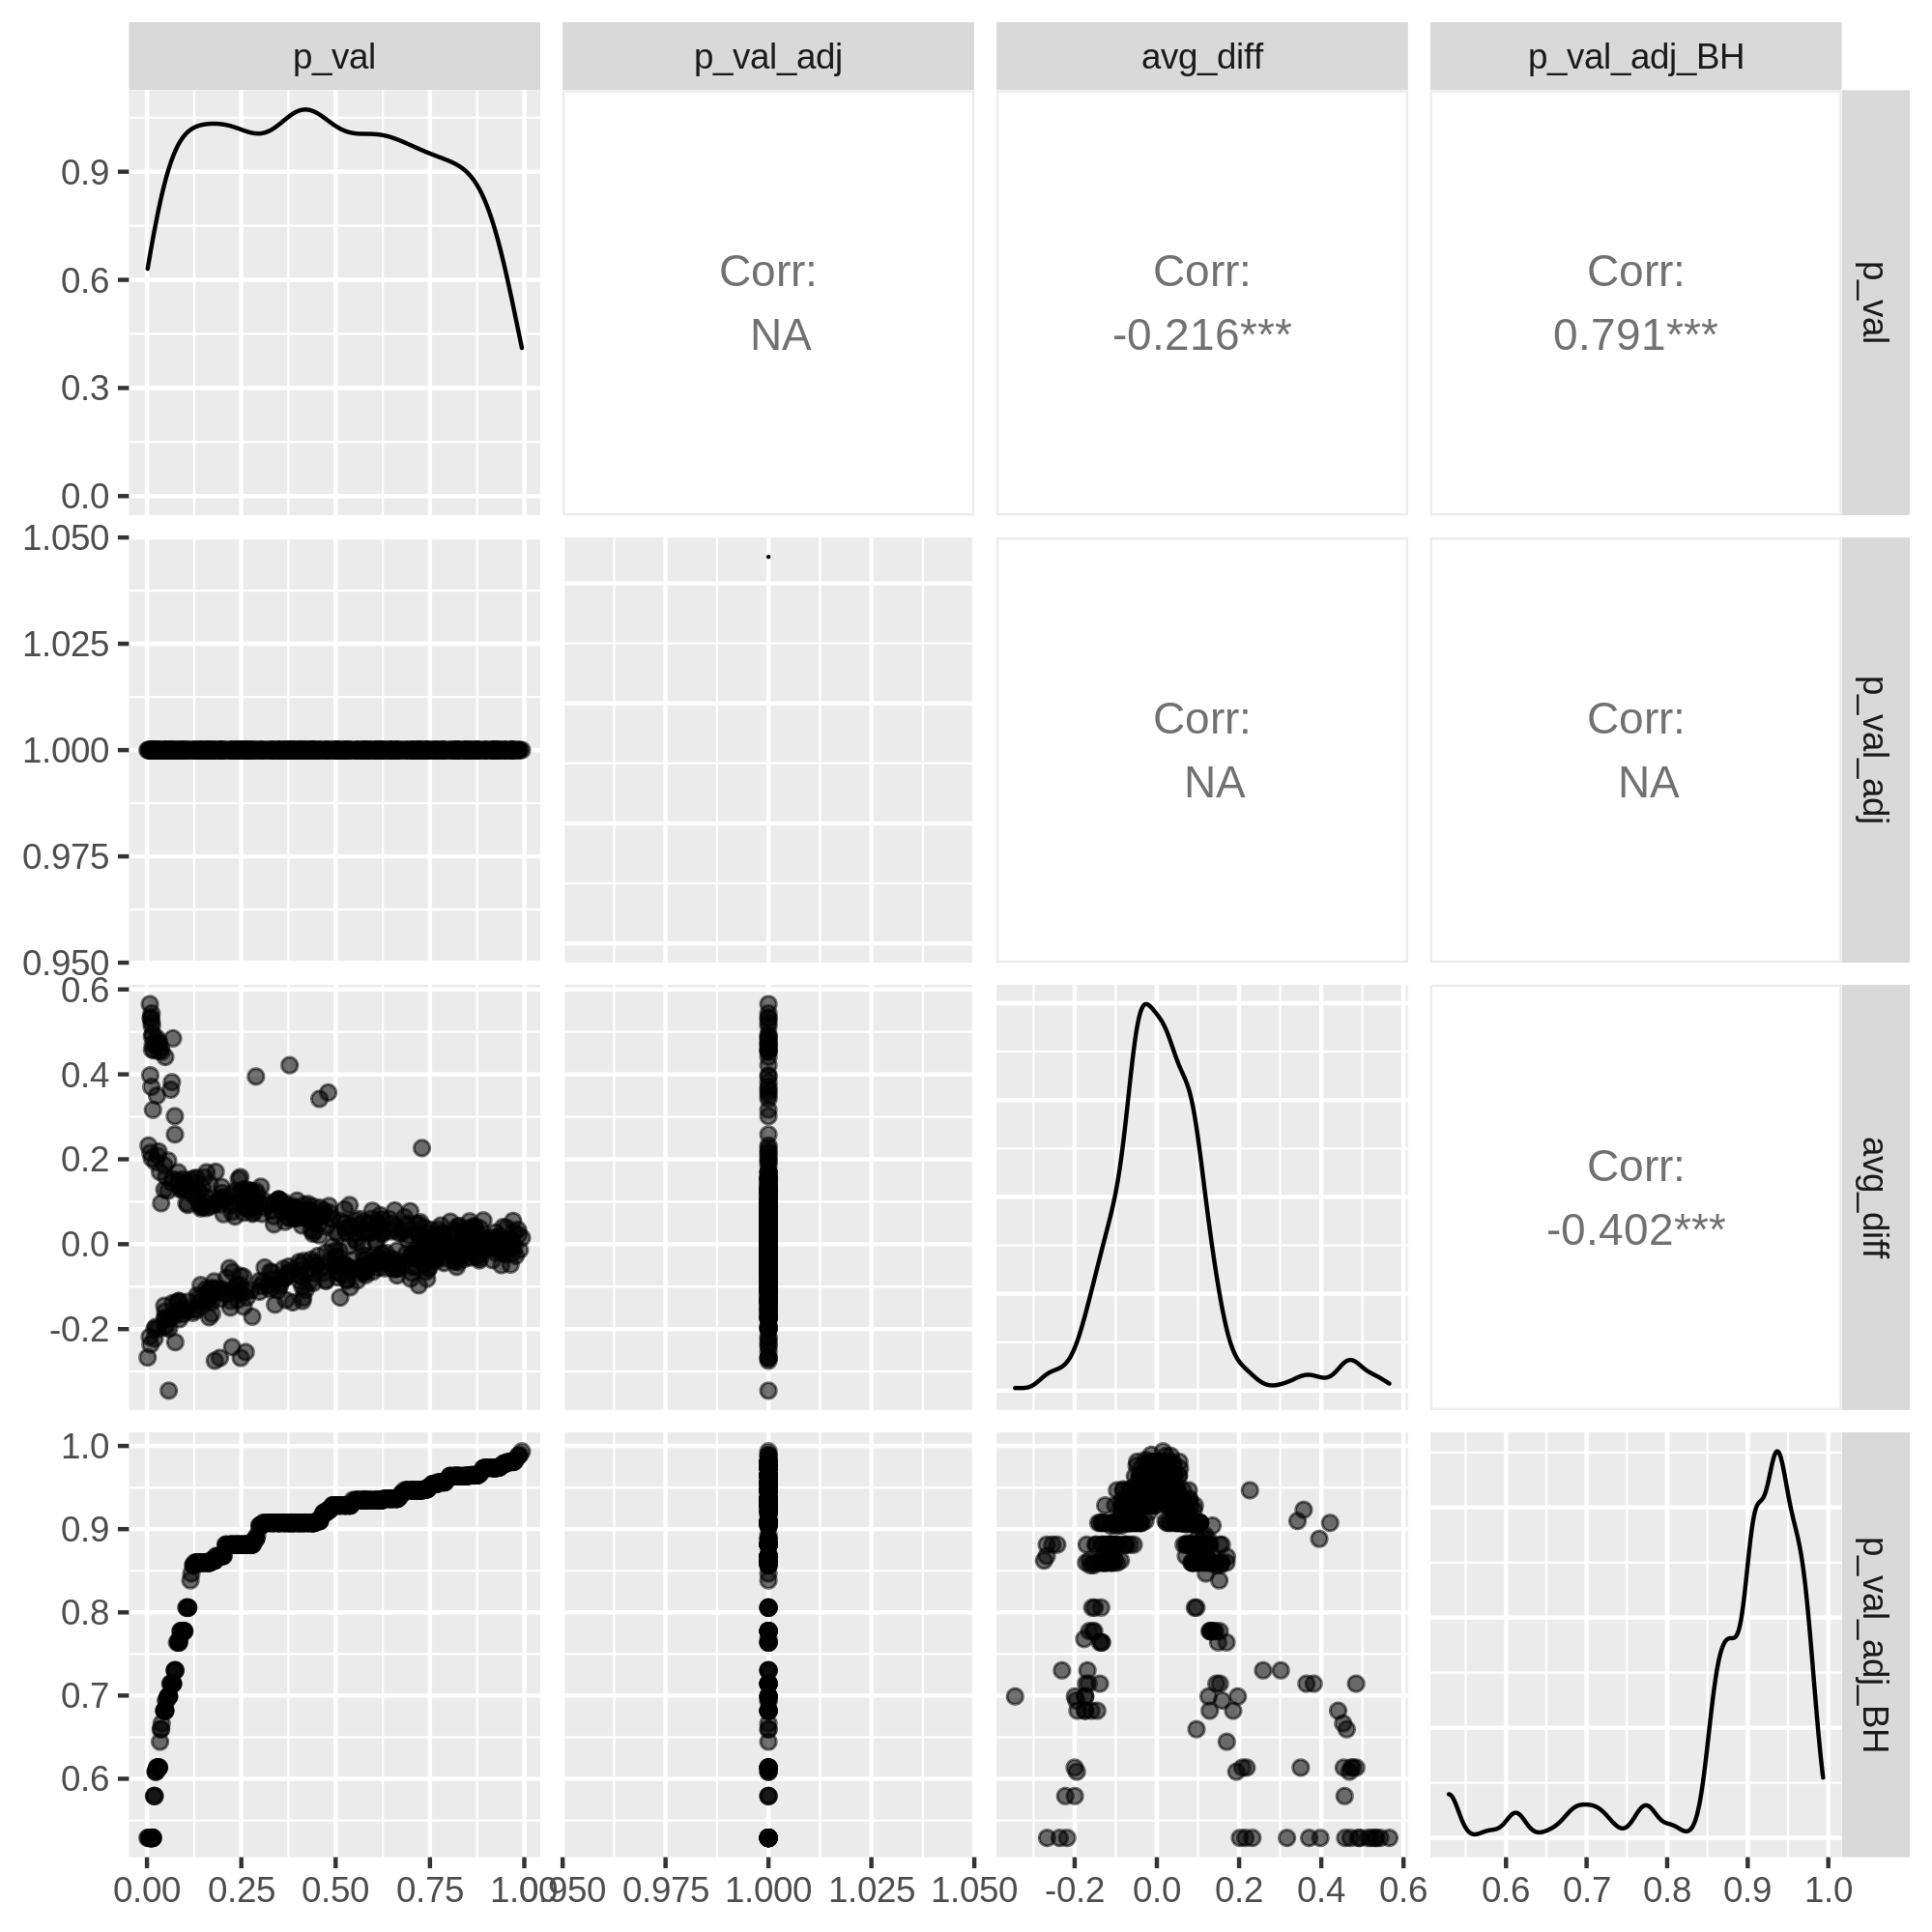 p_val p_val_adj avg_diff p_val_adj_BH
0.9
0.6
0.3
0.0
Corr:
NA
Corr:
-0.216***
Corr:
0.791***
p_val
1.050
1.025
1.000
0.975
0.950
Corr:
NA
Corr:
NA
p_val_adj
0.6
0.4
0.2
0.0
-0.2
Corr:
-0.402***
avg_diff
1.0
0.9
0.8
0.7
0.6
p_val_adj_BH
0.00 0.25 0.50 0.75 1.00
0.950 0.975 1.000 1.025 1.050
-0.2 0.0 0.2 0.4 0.6
0.6 0.7 0.8 0.9 1.0